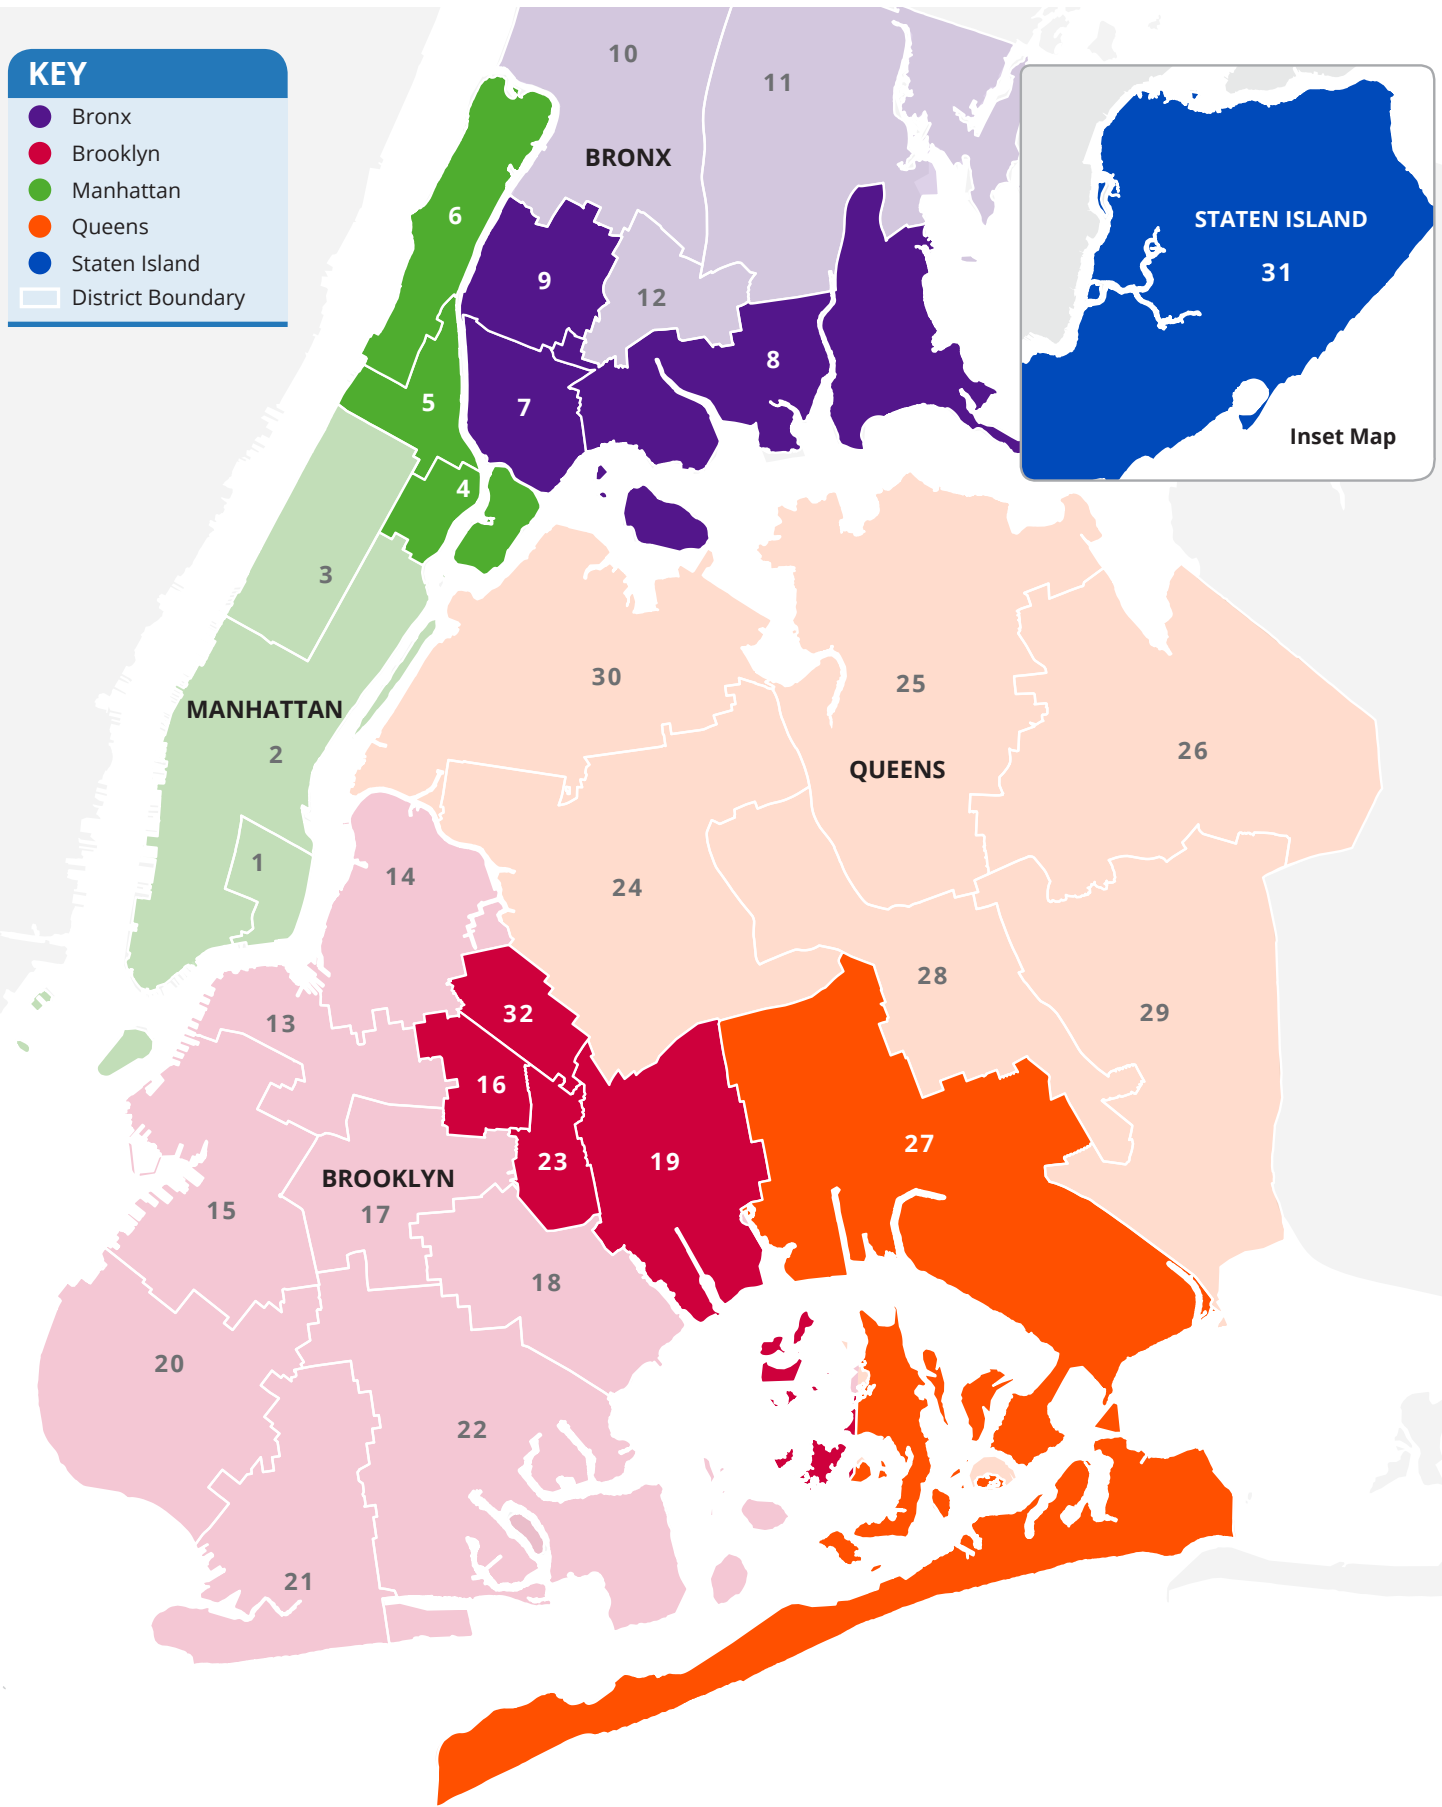 KEY
Bronx
Brooklyn
Manhattan
Queens
Staten Island
District Boundary
10
11
BRONX
6
9
12
8
7
5
4
3
STATEN ISLAND
31
Inset Map
30
25
MANHATTAN
2
QUEENS
26
1
14
24
28
13
32
29
16
27
23
19
BROOKLYN
15
17
18
20
22
21